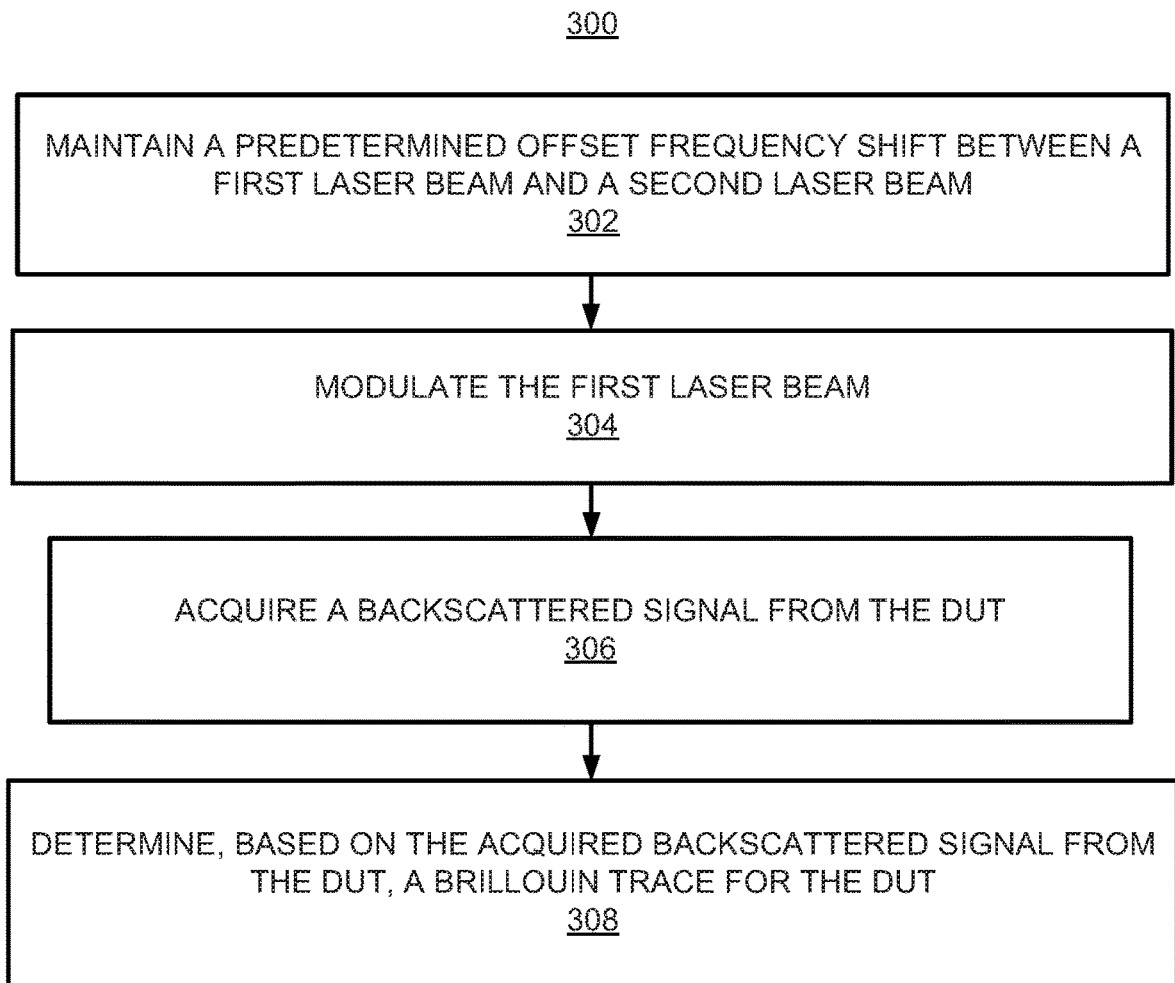 300
MAINTAIN A PREDETERMINED OFFSET FREQUENCY SHIFT BETWEEN A
FIRST LASER BEAM AND A SECOND LASER BEAM
302
MODULATE THE FIRST LASER BEAM
304
ACQUIRE A BACKSCATTERED SIGNAL FROM THE DUT
306
DETERMINE, BASED ON THE ACQUIRED BACKSCATTERED SIGNAL FROM
THE DUT, A BRILLOUIN TRACE FOR THE DUT
308